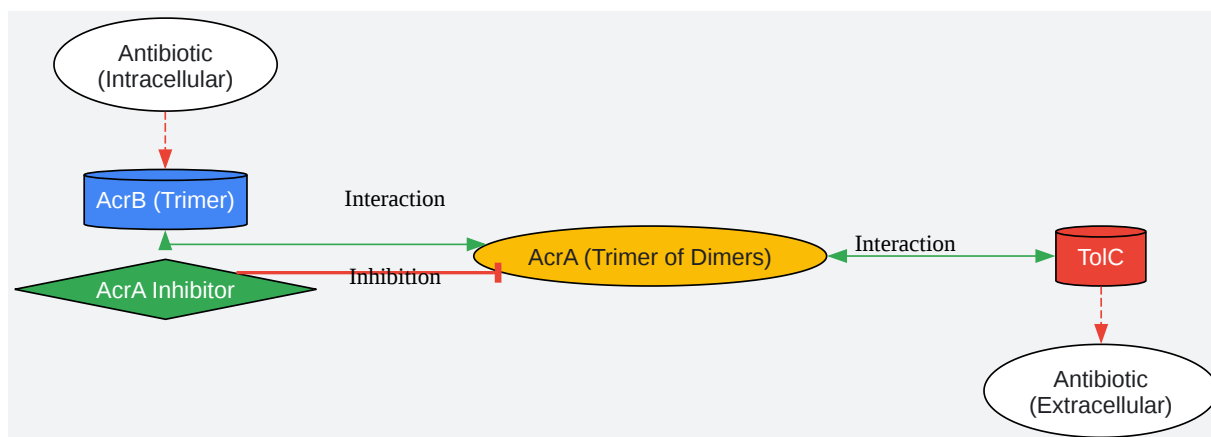 Antibiotic
(Intracellular)
AcrB (Trimer)
Interaction
AcrA (Trimer of Dimers)
Interaction
TolC
Inhibition
AcrA Inhibitor
Antibiotic
(Extracellular)